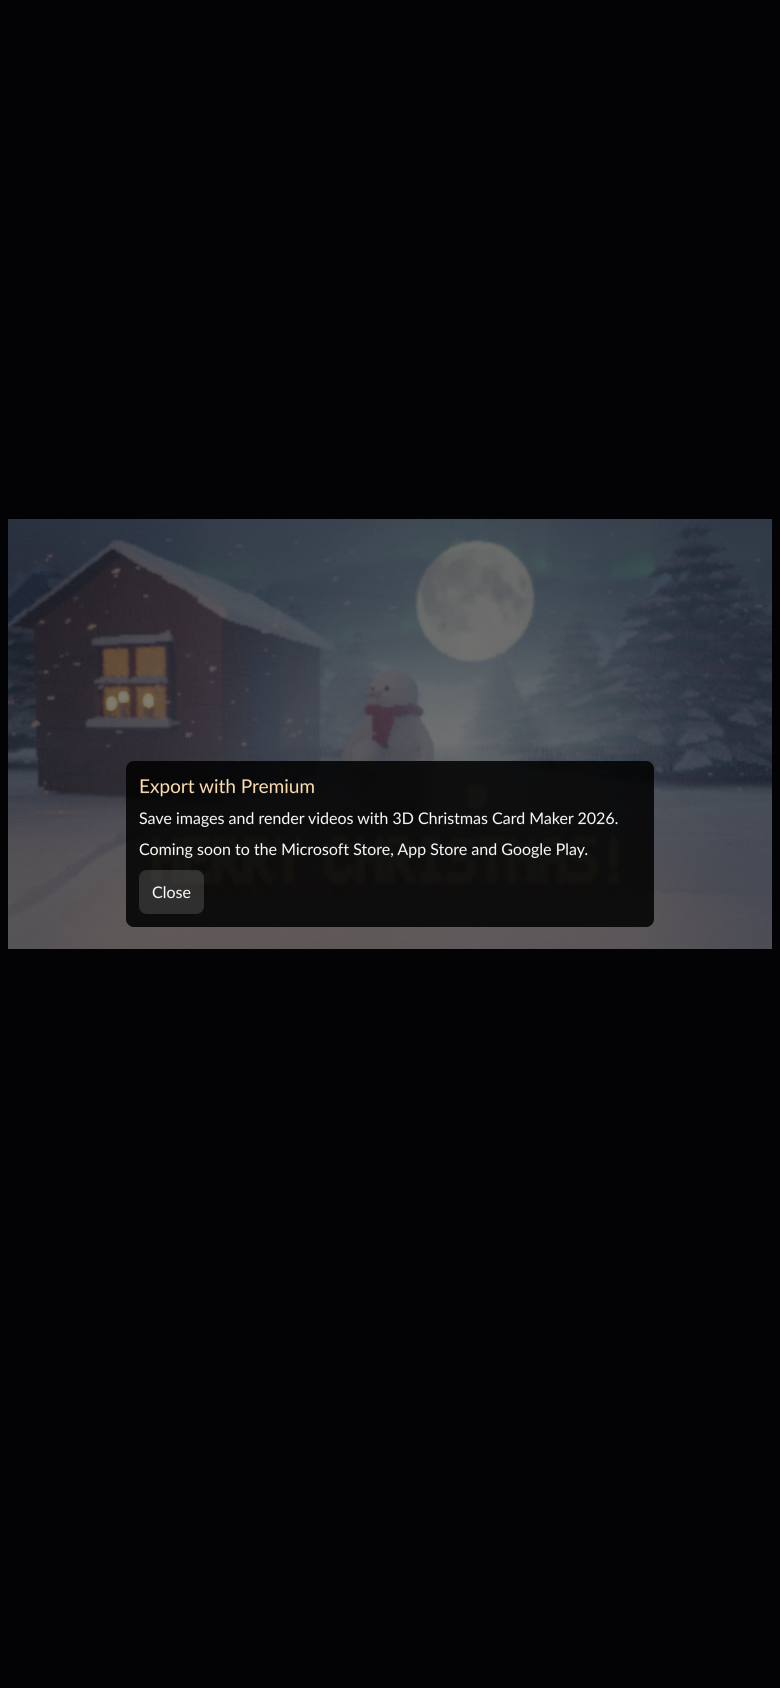 Export with Premium
Save images and render videos with 3D Christmas Card Maker 2026.
Coming soon to the Microsoft Store, App Store and Google Play.
Close